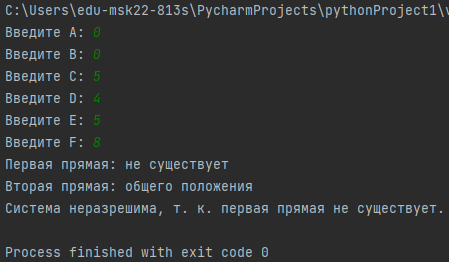 C:\Users\edu-msk22-813s\PycharmProjects\pythonProject1\v
Введите A: 0
Введите B: 0
Введите C: 5
Введите D: 4
Введите E: 5
Введите F: 8
Первая прямая: не существует
Вторая прямая: общего положения
Система неразрешима, т. к. первая прямая не существует.
Process finished with exit code 0